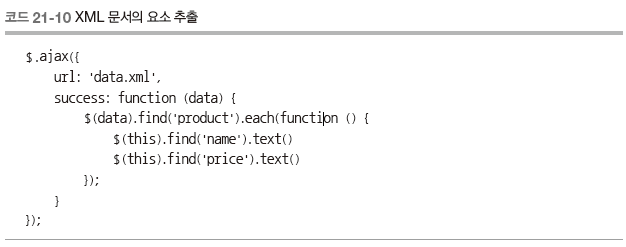 코드 21-10 XML 문서의 요소 추출
$.ajax({
    url: 'data.xml',
    success: function (data) {
        $(data).find('product').each(function () {
            $(this).find('name').text()
            $(this).find('price').text()
        });
    }
});